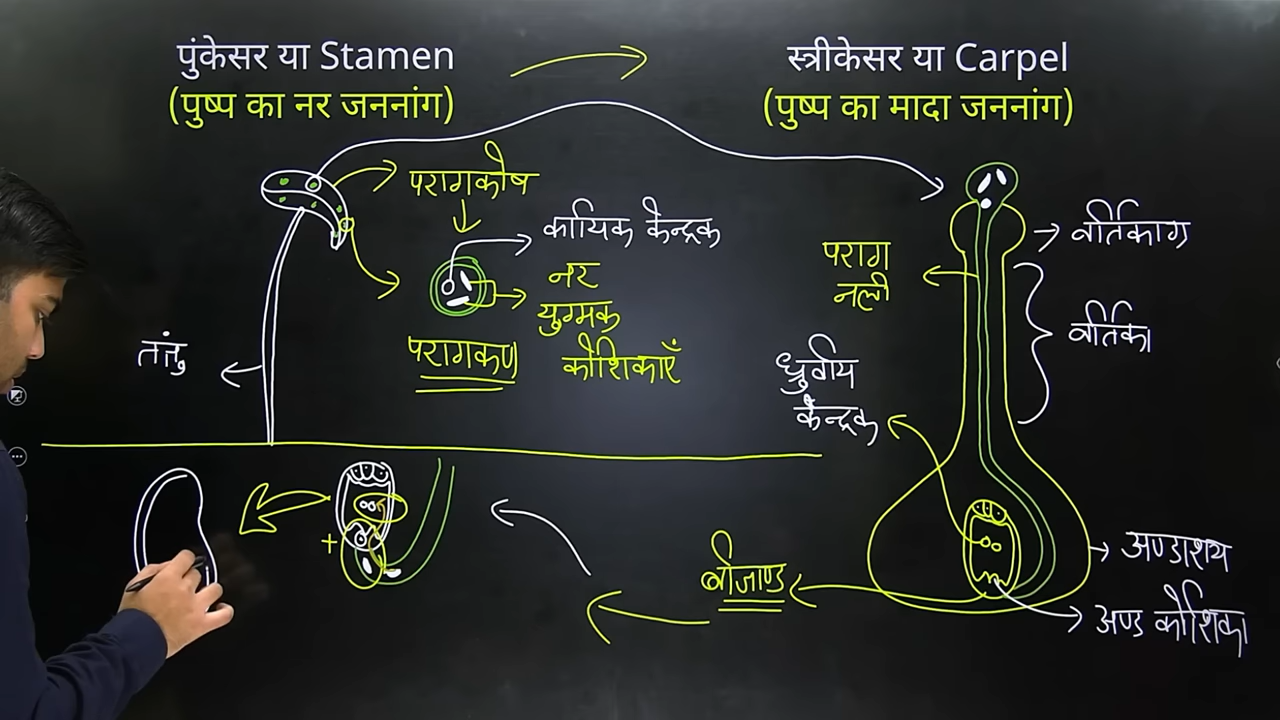 पुंकेसर या Stamen
(पुष्प का नर जननांग)
स्त्रीकेसर या Carpel
(पुष्प का मादा जननांग)
परागकोष
कायिक केन्द्रक
नर
युग्मक
कोशिकाएँ
परागकण
तंतु
पराग
नली
वर्तिकाग्र
वर्तिका
ध्रुवीय
केन्द्रक
+
बीजाण्ड
अण्डाशय
अण्ड कोशिका